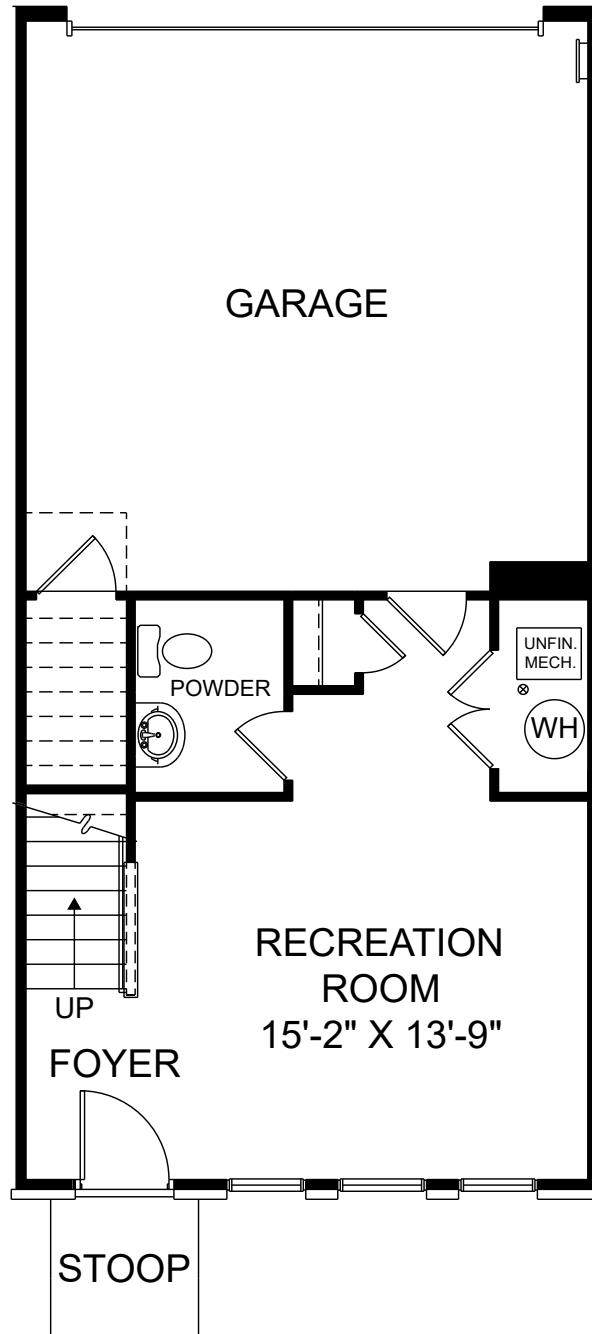 GARAGE
UNFIN.
MECH.
POWDER
WH
RECREATION
ROOM
15'-2" X 13'-9"
UP
FOYER
STOOP